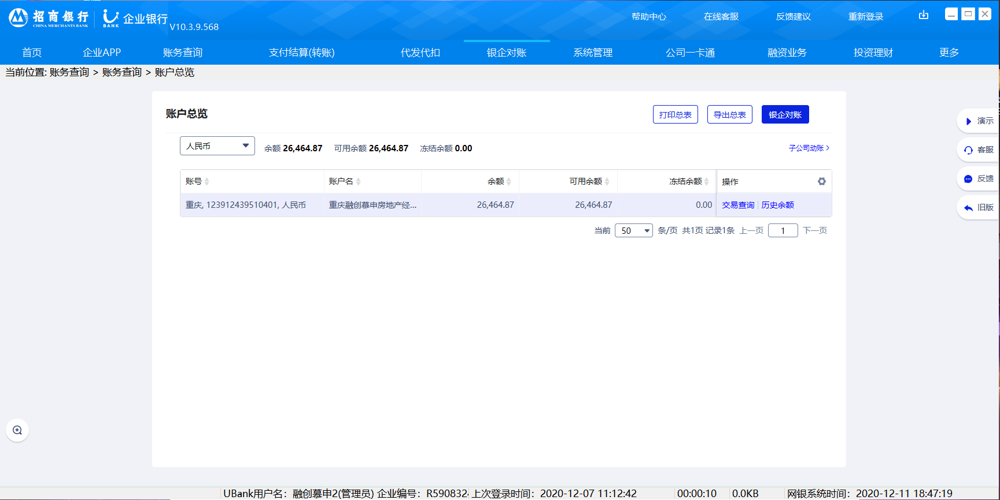 招商银行 企业银行 V10.3.9.568 帮助中心 在线客服 反馈建议 重新登录
CHINA MERCHANTS BANK BANK
首页 企业APP 账务查询 支付结算(转账) 代发代扣 银企对账 系统管理 公司一卡通 融资业务 投资理财 更多
当前位置: 账务查询 > 账务查询 > 账户总览
账户总览 打印总表 导出总表 银企对账
人民币 余额 26,464.87 可用余额 26,464.87 冻结余额 0.00 子公司动账 >
账号 账户名 余额 可用余额 冻结余额 操作
重庆, 123912439510401, 人民币 重庆融创慕申房地产经... 26,464.87 26,464.87 0.00 交易查询 历史余额
当前 50 条/页 共1页 记录1条 上一页 1 下一页
演示
客服
反馈
旧版
UBank用户名: 融创慕申2(管理员) 企业编号: R590832 上次登录时间: 2020-12-07 11:12:42 00:00:10 0.0KB 网银系统时间: 2020-12-11 18:47:19